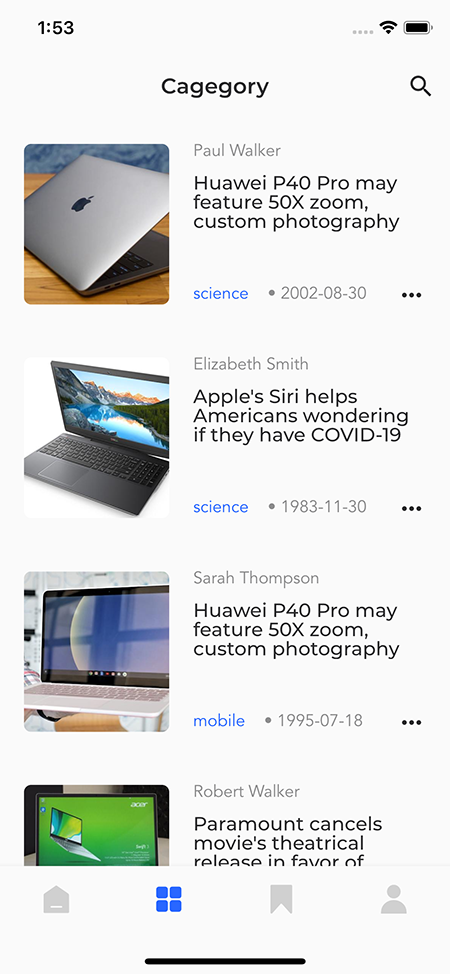 1:53
Cagegory
Paul Walker
Huawei P40 Pro may
feature 50X zoom,
custom photography
science • 2002-08-30
Elizabeth Smith
Apple's Siri helps
Americans wondering
if they have COVID-19
science • 1983-11-30
Sarah Thompson
Huawei P40 Pro may
feature 50X zoom,
custom photography
mobile • 1995-07-18
Robert Walker
acer
Swift
Paramount cancels
movie's theatrical
release in favor of